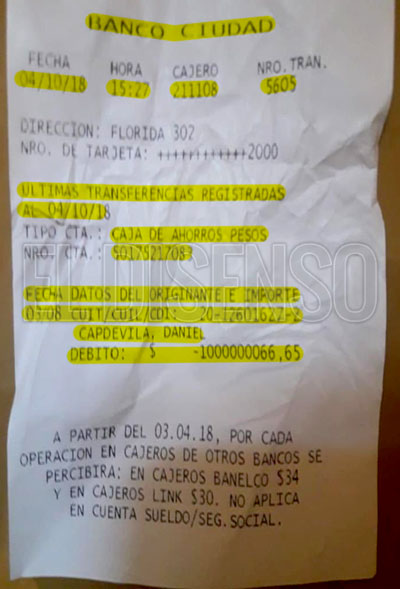 BANCO CIUDAD
FECHA HORA CAJERO NRO.TRAN.
04/10/18 15:27 211108 5605
DIRECCION: FLORIDA 302
NRO. DE TARJETA: ++++++++++++2000
ULTIMAS TRANSFERENCIAS REGISTRADAS
AL 04/10/18
TIPO CTA.: CAJA DE AHORROS PESOS
NRO. CTA.:
EL DISENSO
FECHA DATOS DEL ORIGINANTE E IMPORTE
03/08 CUIT/CUIL/CDI:
CAPDEVILA, DANIEL
DEBITO: $ -1000000066,65
A PARTIR DEL 03.04.18, POR CADA
OPERACION EN CAJEROS DE OTROS BANCOS SE
PERCIBIRA: EN CAJEROS BANELCO $34
Y EN CAJEROS LINK $30. NO APLICA
EN CUENTA SUELDO/SEG.SOCIAL.